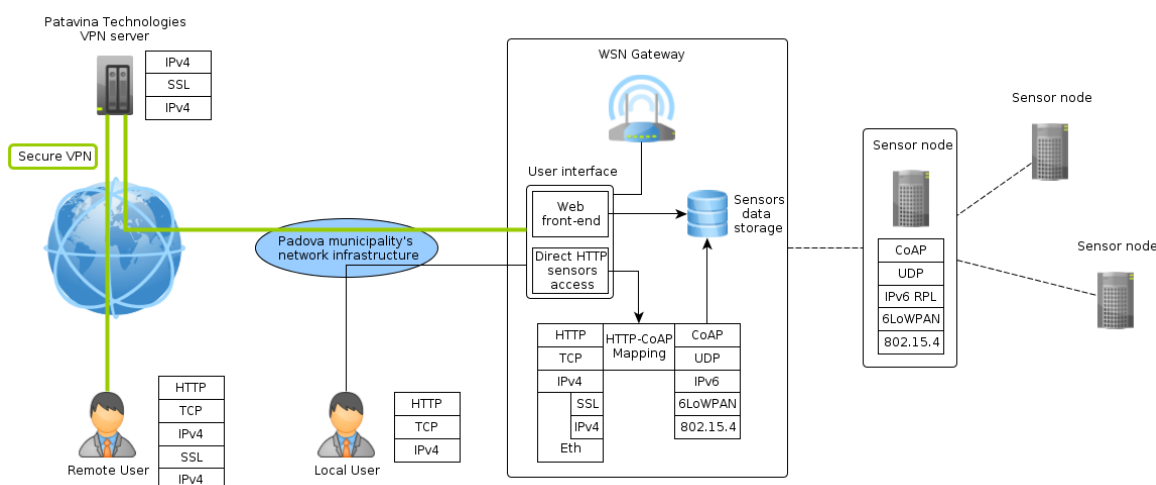 Patavina Technologies
VPN server
IPv4
SSL
IPv4
Secure VPN
Remote User
HTTP
TCP
IPv4
SSL
IPv4
Padova municipality's
network infrastructure
Local User
HTTP
TCP
IPv4
WSN Gateway
User interface
Web
front-end
Direct HTTP
sensors
access
Sensors
data
storage
HTTP
TCP
IPv4
SSL
IPv4
Eth
HTTP-CoAP
Mapping
CoAP
UDP
IPv6
6LoWPAN
802.15.4
Sensor node
CoAP
UDP
IPv6 RPL
6LoWPAN
802.15.4
Sensor node
Sensor node